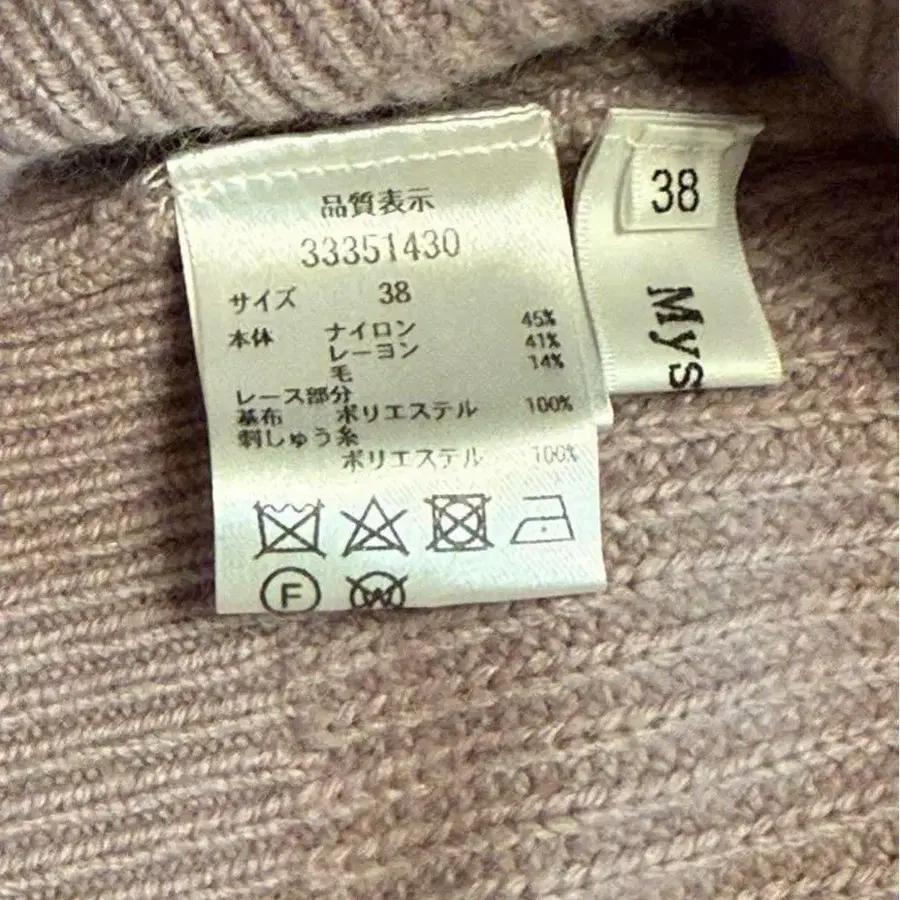 品質表示
33351430
サイズ 38
本体 ナイロン 45%
レーヨン 41%
毛 14%
レース部分
基布 ポリエステル 100%
刺しゅう糸
ポリエステル 100%
F
W
38
Mys